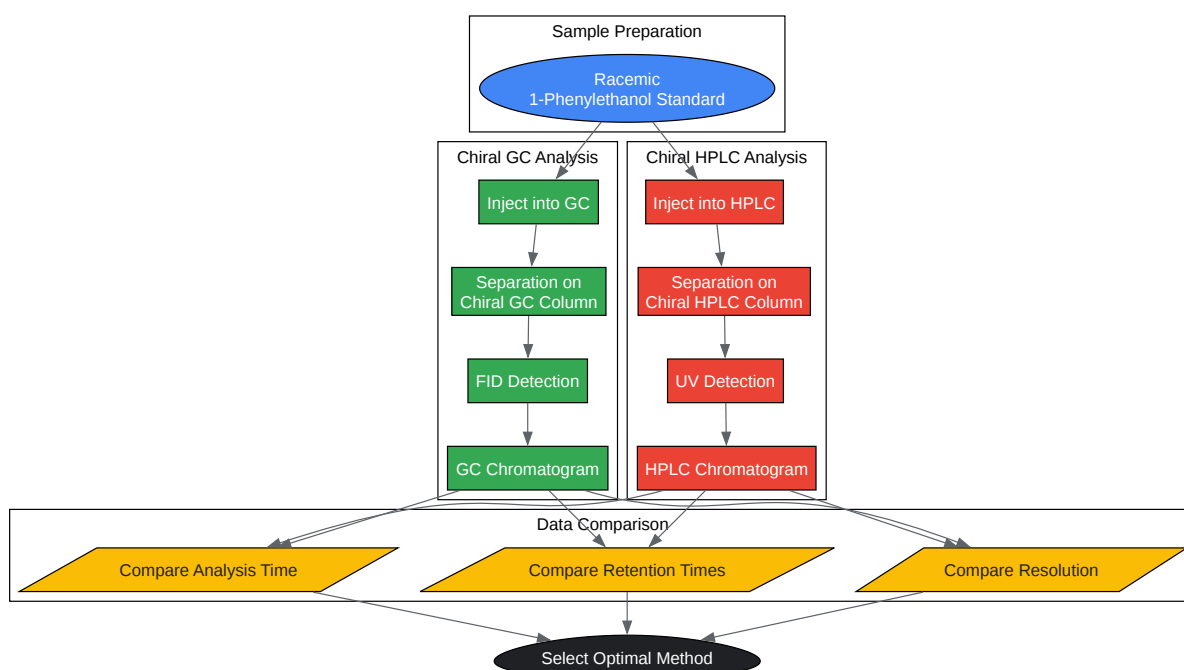 Sample Preparation
Racemic
1-Phenylethanol Standard
Chiral GC Analysis
Inject into GC
Separation on
Chiral GC Column
FID Detection
GC Chromatogram
Chiral HPLC Analysis
Inject into HPLC
Separation on
Chiral HPLC Column
UV Detection
HPLC Chromatogram
Data Comparison
Compare Analysis Time
Compare Retention Times
Compare Resolution
Select Optimal Method